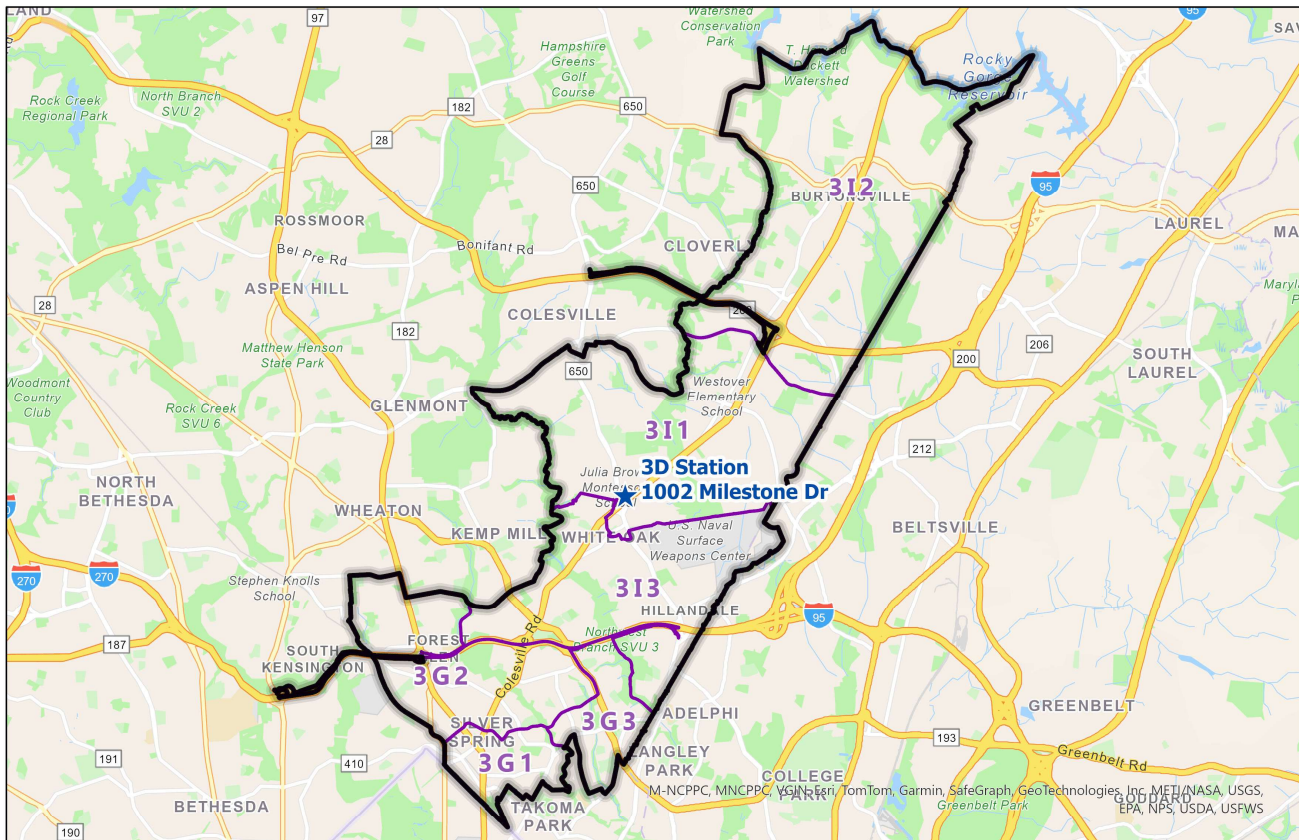 LAND
97
95
SAV
Watershed
Conservation
Park
Hampshire
Greens
Golf
Course
Rocky
Gorge
Reservoir
Rock Creek
Regional Park
North Branch
SVU 2
182
650
650
28
95
3I2
BURTONSVILLE
650
LAUREL
MA
ROSSMOOR
Bel Pre Rd
Bonifant Rd
CLOVERLY
ASPEN HILL
28
COLESVILLE
182
Matthew Henson
State Park
206
200
SOUTH
LAUREL
Woodmont
Country
Club
Rock Creek
SVU 6
GLENMONT
650
Westover
Elementary
School
3I1
212
NORTH
BETHESDA
3D Station
1002 Milestone Dr
WHEATON
KEMP MILL
WHITE OAK
U.S. Naval
Surface
Weapons Center
BELTSVILLE
270
270
Stephen Knolls
School
3I3
HILLANDALE
95
187
SOUTH
KENSINGTON
FOREST
Northwest
Branch SVU 3
3G2
Colesville Rd
GREENBELT
SILVER
SPRING
3G3
ADELPHI
193
Greenbelt Rd
191
410
3G1
LANGLEY
PARK
COLLEGE
PARK
M-NCPPC, MNCPPC, VGIN, Esri, TomTom, Garmin, SafeGraph, GeoTechnologies, Inc, METI/NASA, USGS,
EPA, NPS, USDA, USFWS
GODDARD
Greenbelt Park
BETHESDA
TAKOMA
PARK
190